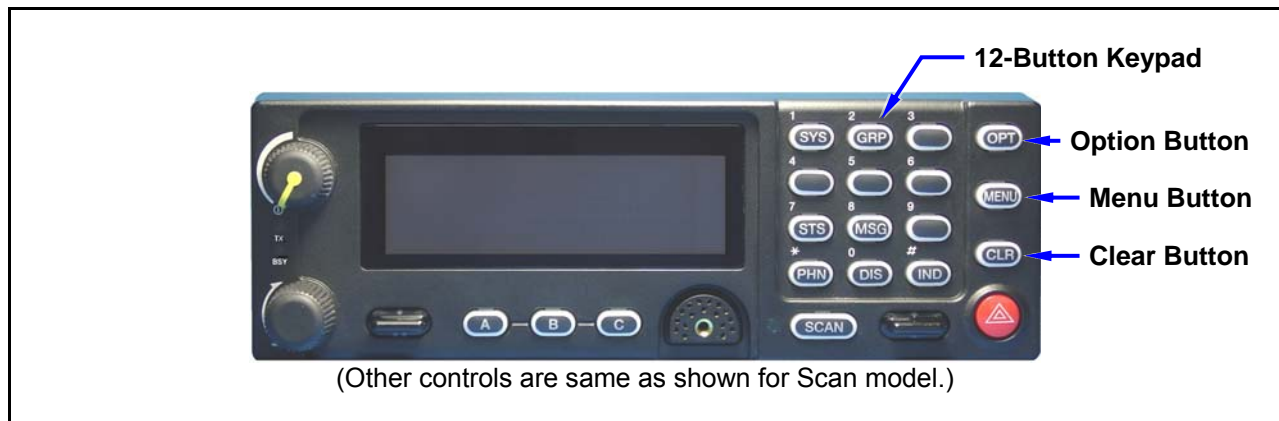 12-Button Keypad
1 2 3
SYS GRP OPT
Option Button
4 5 6
MENU
Menu Button
7 8 9
STS MSG
CLR
Clear Button
* 0 #
PHN DIS IND
TX
BSY
A B C
SCAN
(Other controls are same as shown for Scan model.)